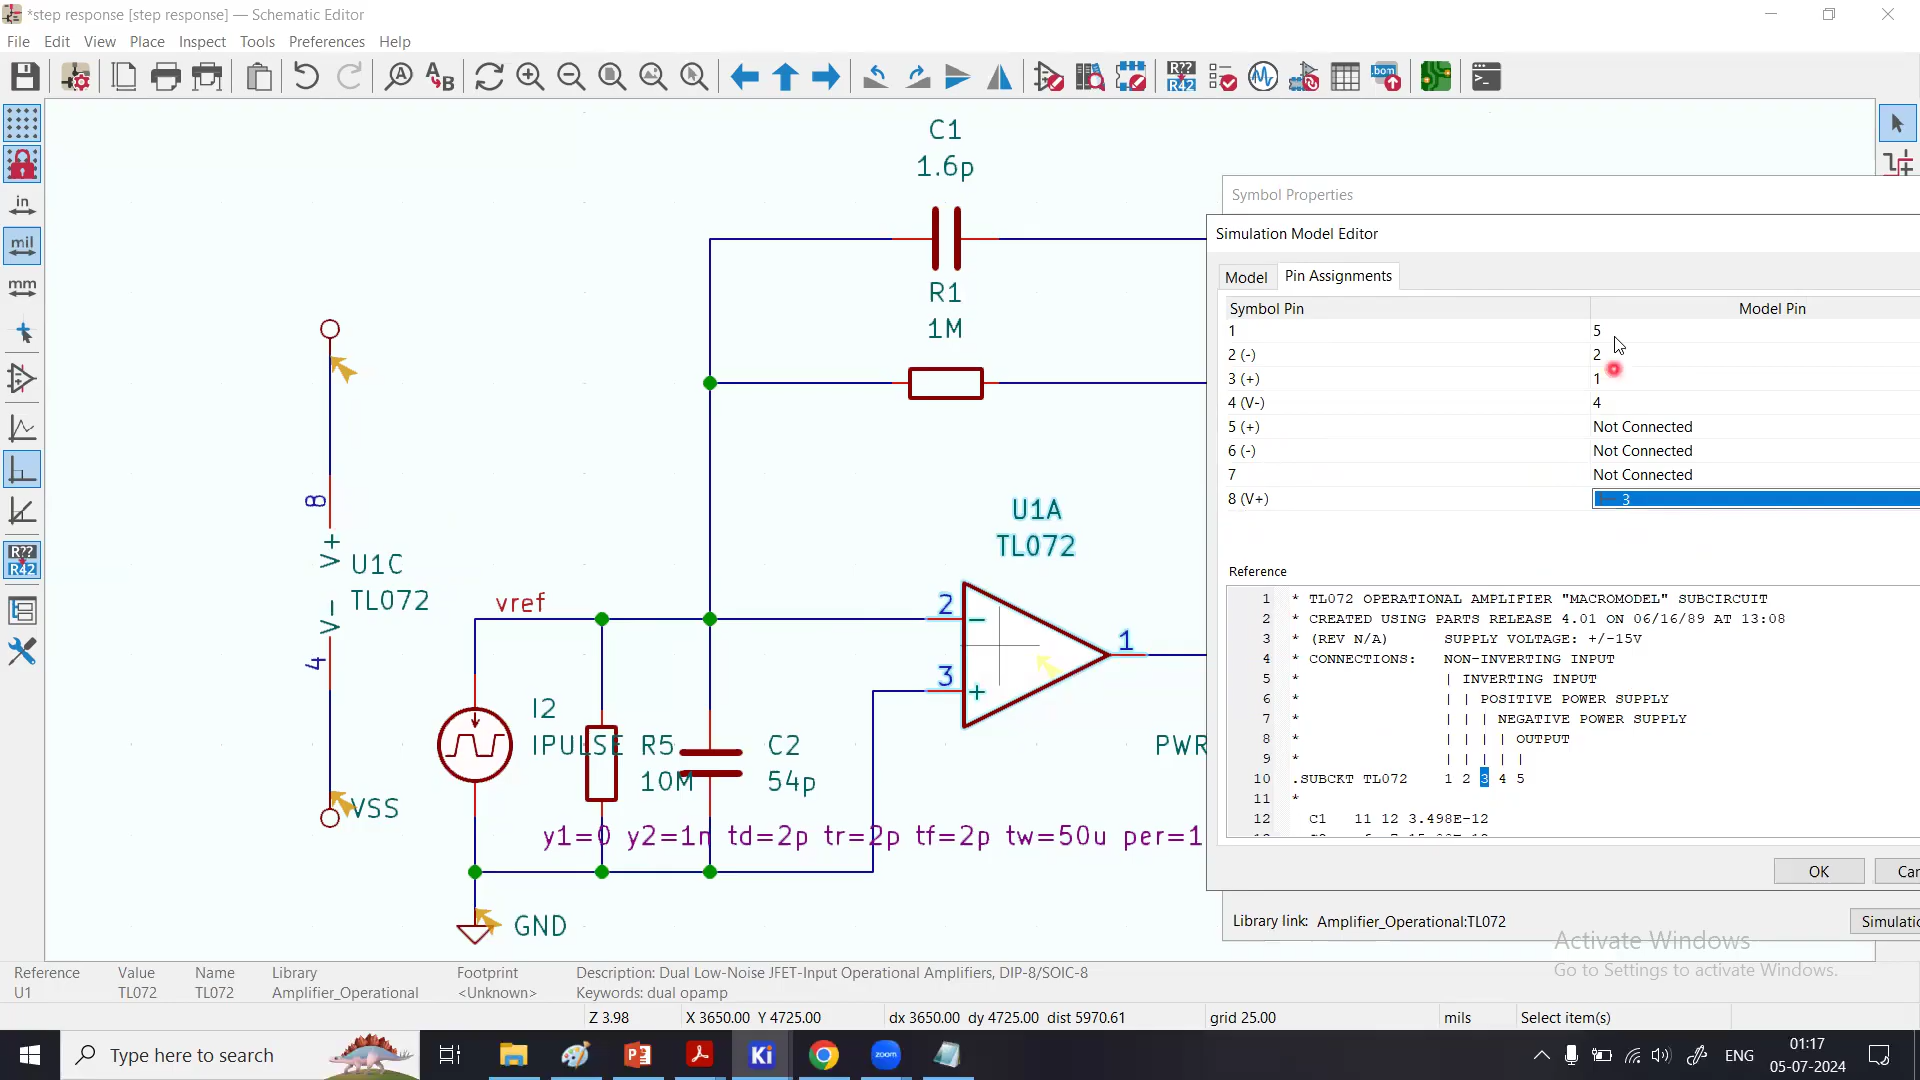 *step response [step response] — Schematic Editor
File Edit View Place Inspect Tools Preferences Help
in
mil
mm
R??
R42
R??
R42
.bom
C1
1.6p
R1
1M
8
V+
V-
4
U1C
TL072
VSS
vref
I2
IPULSE
R5
10M
C2
54p
y1=0 y2=1n td=2p tr=2p tf=2p tw=50u per=1
GND
U1A
TL072
2
-
3
+
1
PWR
Symbol Properties
Simulation Model Editor
Model Pin Assignments
Symbol Pin Model Pin
1 5
2 (-) 2
3 (+) 1
4 (V-) 4
5 (+) Not Connected
6 (-) Not Connected
7 Not Connected
8 (V+) 3
Reference
1 * TL072 OPERATIONAL AMPLIFIER "MACROMODEL" SUBCIRCUIT
2 * CREATED USING PARTS RELEASE 4.01 ON 06/16/89 AT 13:08
3 * (REV N/A) SUPPLY VOLTAGE: +/-15V
4 * CONNECTIONS: NON-INVERTING INPUT
5 * | INVERTING INPUT
6 * | | POSITIVE POWER SUPPLY
7 * | | | NEGATIVE POWER SUPPLY
8 * | | | | OUTPUT
9 * | | | | |
10 .SUBCKT TL072 1 2 3 4 5
11 *
12 C1 11 12 3.498E-12
OK Can
Library link: Amplifier_Operational:TL072 Simulatio
Activate Windows
Go to Settings to activate Windows.
Reference Value Name Library Footprint Description: Dual Low-Noise JFET-Input Operational Amplifiers, DIP-8/SOIC-8
U1 TL072 TL072 Amplifier_Operational <Unknown> Keywords: dual opamp
Z 3.98 X 3650.00 Y 4725.00 dx 3650.00 dy 4725.00 dist 5970.61 grid 25.00 mils Select item(s)
Type here to search
Ki
zoom
ENG
01:17
05-07-2024